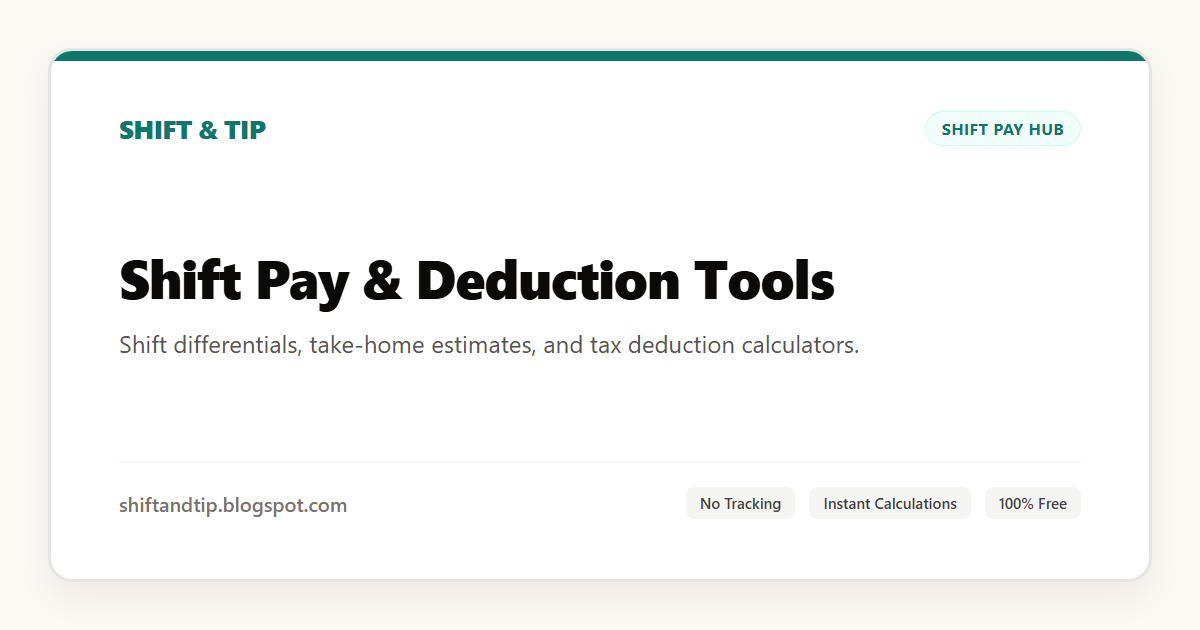 SHIFT & TIP
SHIFT PAY HUB
Shift Pay & Deduction Tools
Shift differentials, take-home estimates, and tax deduction calculators.
shiftandtip.blogspot.com
No Tracking
Instant Calculations
100% Free